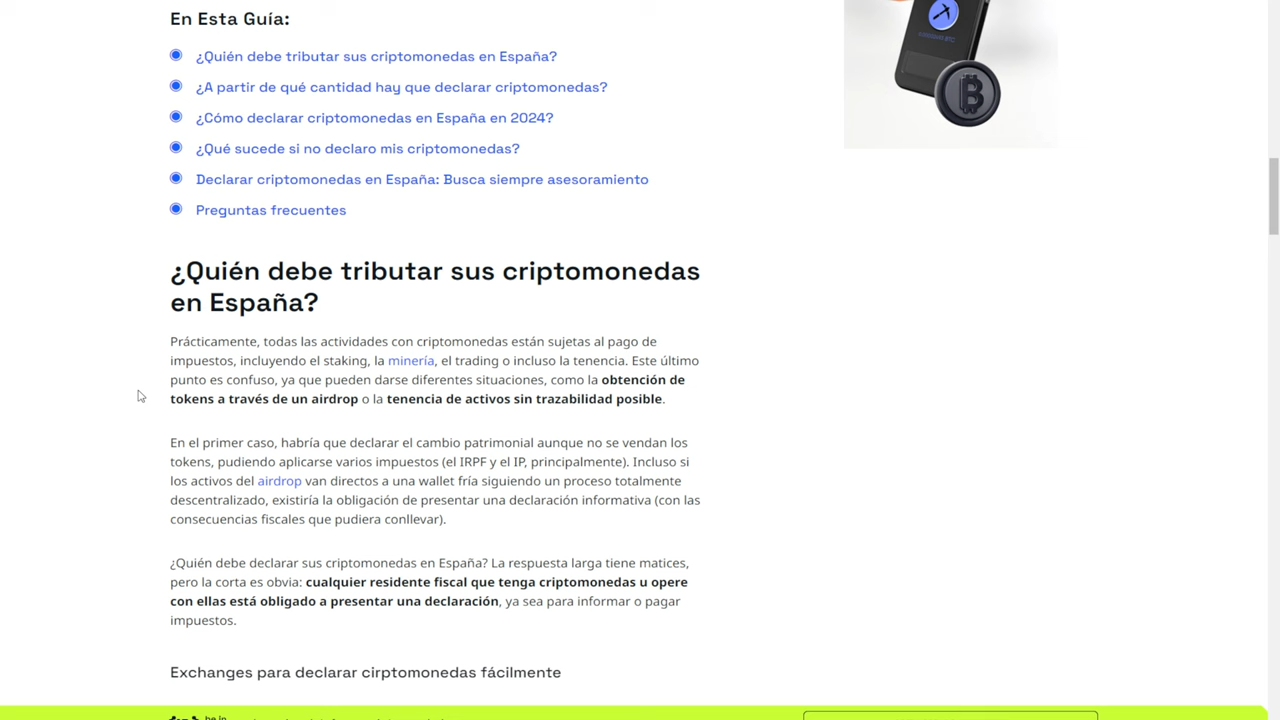 En Esta Guía:
¿Quién debe tributar sus criptomonedas en España?
¿A partir de qué cantidad hay que declarar criptomonedas?
¿Cómo declarar criptomonedas en España en 2024?
¿Qué sucede si no declaro mis criptomonedas?
Declarar criptomonedas en España: Busca siempre asesoramiento
Preguntas frecuentes
¿Quién debe tributar sus criptomonedas
en España?
Prácticamente, todas las actividades con criptomonedas están sujetas al pago de
impuestos, incluyendo el staking, la minería, el trading o incluso la tenencia. Este último
punto es confuso, ya que pueden darse diferentes situaciones, como la obtención de
tokens a través de un airdrop o la tenencia de activos sin trazabilidad posible.
En el primer caso, habría que declarar el cambio patrimonial aunque no se vendan los
tokens, pudiendo aplicarse varios impuestos (el IRPF y el IP, principalmente). Incluso si
los activos del airdrop van directos a una wallet fría siguiendo un proceso totalmente
descentralizado, existiría la obligación de presentar una declaración informativa (con las
consecuencias fiscales que pudiera conllevar).
¿Quién debe declarar sus criptomonedas en España? La respuesta larga tiene matices,
pero la corta es obvia: cualquier residente fiscal que tenga criptomonedas u opere
con ellas está obligado a presentar una declaración, ya sea para informar o pagar
impuestos.
Exchanges para declarar cirptomonedas fácilmente